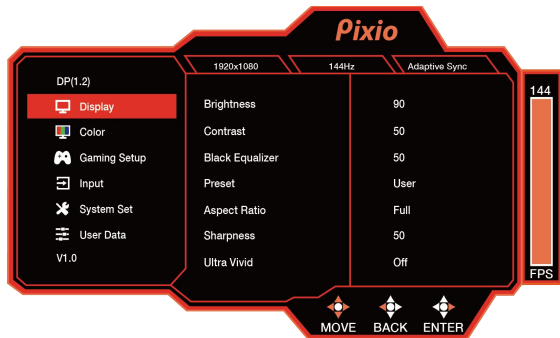 Pixio
1920x1080 144Hz Adaptive Sync
DP(1.2)
Display
Color
Gaming Setup
Input
System Set
User Data
V1.0
Brightness 90
Contrast 50
Black Equalizer 50
Preset User
Aspect Ratio Full
Sharpness 50
Ultra Vivid Off
144
FPS
MOVE BACK ENTER